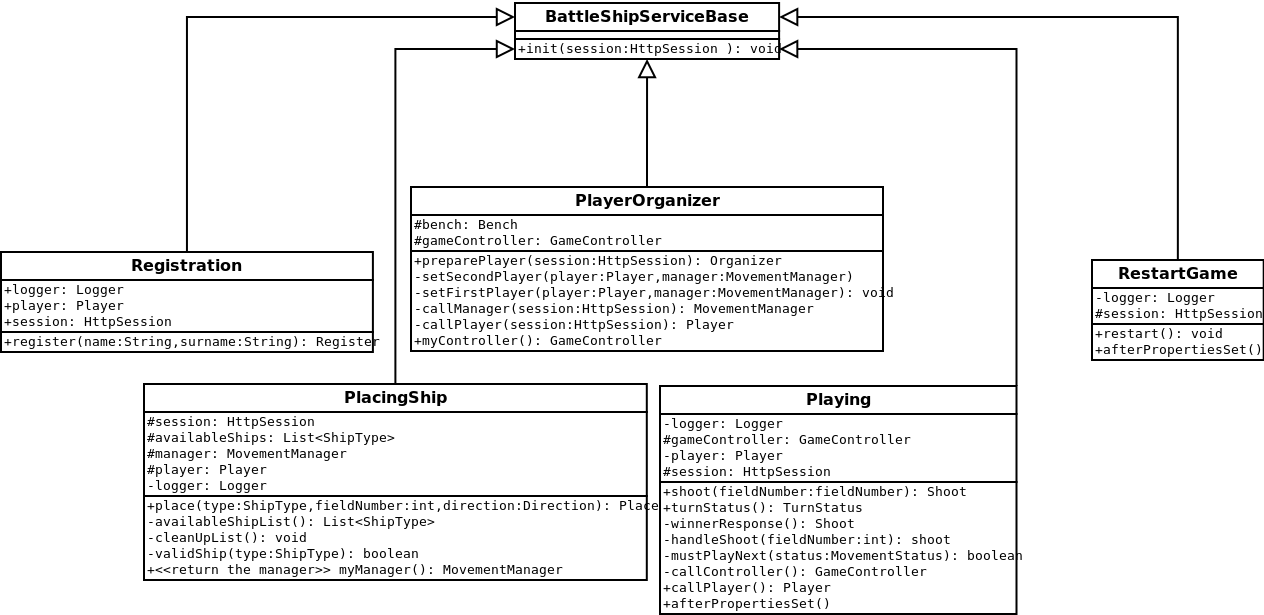 BattleShipServiceBase
+init(session:HttpSession ): void
PlayerOrganizer
#bench: Bench
#gameController: GameController
+preparePlayer(session:HttpSession): Organizer
-setSecondPlayer(player:Player,manager:MovementManager)
-setFirstPlayer(player:Player,manager:MovementManager): void
-callManager(session:HttpSession): MovementManager
-callPlayer(session:HttpSession): Player
+myController(): GameController
Registration
+logger: Logger
+player: Player
+session: HttpSession
+register(name:String,surname:String): Register
RestartGame
-logger: Logger
#session: HttpSession
+restart(): void
+afterPropertiesSet()
PlacingShip
#session: HttpSession
#availableShips: List<ShipType>
#manager: MovementManager
#player: Player
-logger: Logger
+place(type:ShipType,fieldNumber:int,direction:Direction): Place
-availableShipList(): List<ShipType>
-cleanUpList(): void
-validShip(type:ShipType): boolean
+<<return the manager>> myManager(): MovementManager
Playing
-logger: Logger
#gameController: GameController
-player: Player
#session: HttpSession
+shoot(fieldNumber:fieldNumber): Shoot
+turnStatus(): TurnStatus
-winnerResponse(): Shoot
-handleShoot(fieldNumber:int): shoot
-mustPlayNext(status:MovementStatus): boolean
-callController(): GameController
+callPlayer(): Player
+afterPropertiesSet()